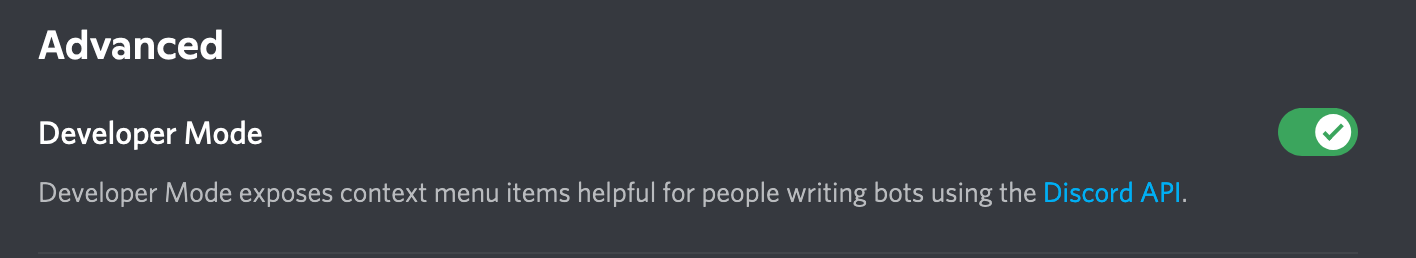 Advanced
Developer Mode
Developer Mode exposes context menu items helpful for people writing bots using the Discord API.